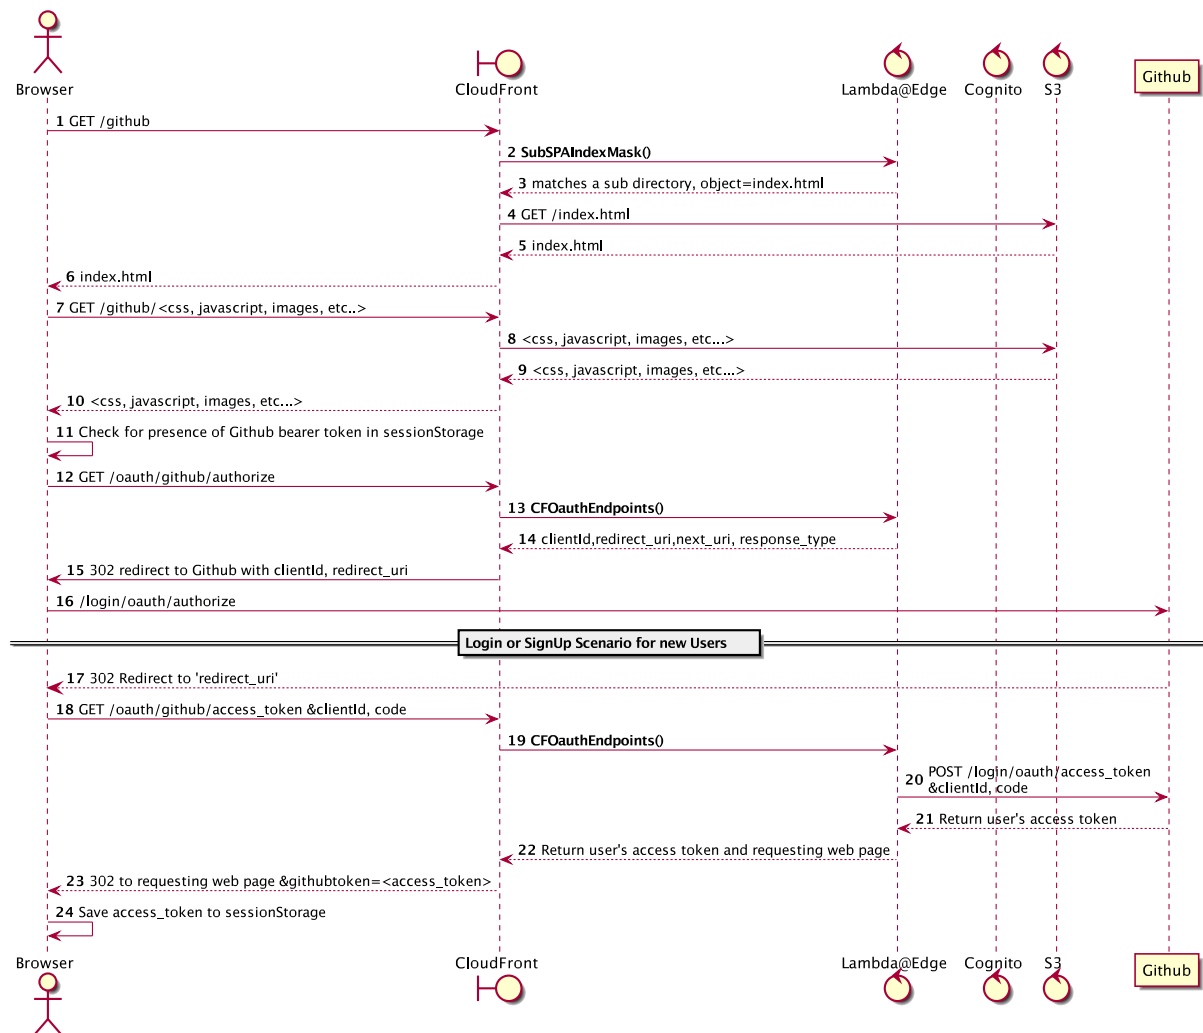 Browser
CloudFront
Lambda@Edge
Cognito
S3
Github
1 GET /github
2 SubSPAIndexMask()
3 matches a sub directory, object=index.html
4 GET /index.html
5 index.html
6 index.html
7 GET /github/<css, javascript, images, etc..>
8 <css, javascript, images, etc...>
9 <css, javascript, images, etc...>
10 <css, javascript, images, etc...>
11 Check for presence of Github bearer token in sessionStorage
12 GET /oauth/github/authorize
13 CFOauthEndpoints()
14 clientId,redirect_uri,next_uri, response_type
15 302 redirect to Github with clientId, redirect_uri
16 /login/oauth/authorize
Login or SignUp Scenario for new Users
17 302 Redirect to 'redirect_uri'
18 GET /oauth/github/access_token &clientId, code
19 CFOauthEndpoints()
20 POST /login/oauth/access_token
&clientId, code
21 Return user's access token
22 Return user's access token and requesting web page
23 302 to requesting web page &githubtoken=<access_token>
24 Save access_token to sessionStorage
Browser
CloudFront
Lambda@Edge
Cognito
S3
Github